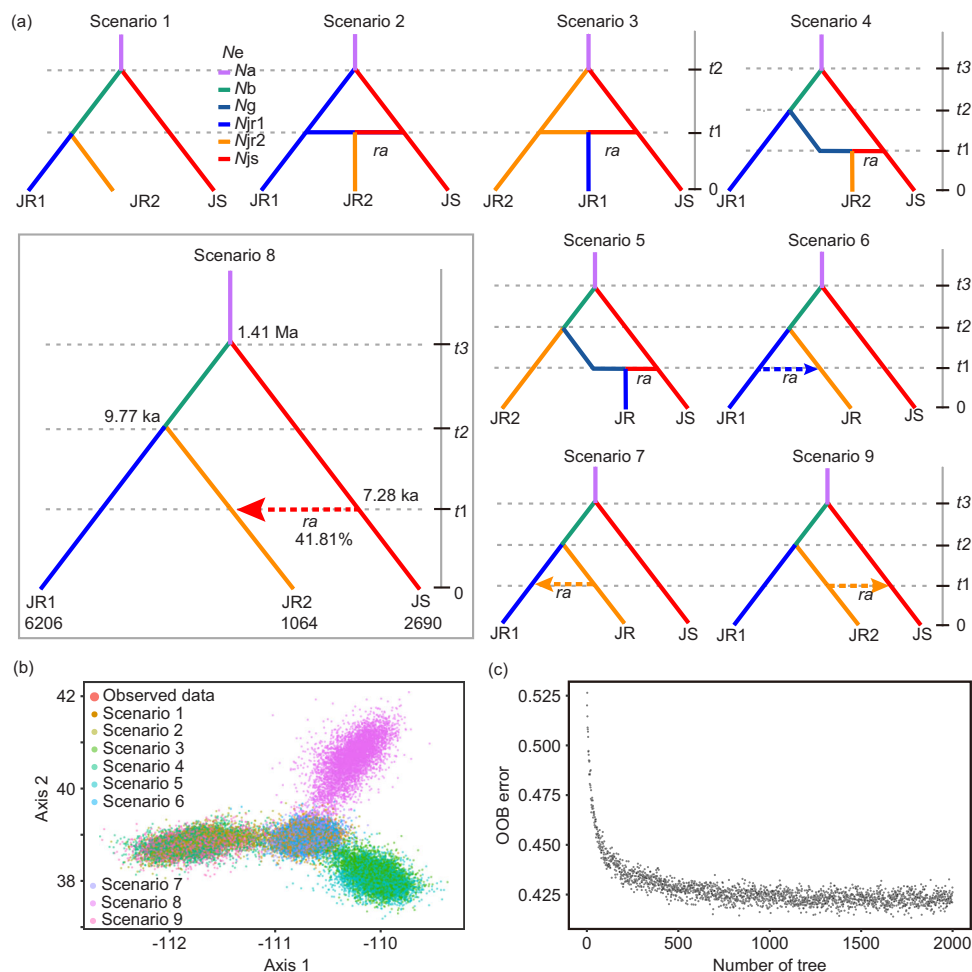 (a)
Scenario 1
Scenario 2
Scenario 3
Scenario 4
Ne
Na
Nb
Ng
Njr1
Njr2
Njs
t2
t1
0
t3
t2
t1
0
ra
ra
ra
JR1 JR2 JS
JR1 JR2 JS
JR2 JR1 JS
JR1 JR2 JS
Scenario 8
1.41 Ma
9.77 ka
7.28 ka
ra
41.81%
t3
t2
t1
0
JR1 JR2 JS
6206 1064 2690
Scenario 5
Scenario 6
ra
ra
t3
t2
t1
0
JR2 JR JS
JR1 JR JS
Scenario 7
Scenario 9
ra
ra
t3
t2
t1
0
JR1 JR JS
JR1 JR2 JS
(b)
Axis 2
42
40
38
Observed data
Scenario 1
Scenario 2
Scenario 3
Scenario 4
Scenario 5
Scenario 6
Scenario 7
Scenario 8
Scenario 9
-112 -111 -110
Axis 1
(c)
OOB error
0.525
0.500
0.475
0.450
0.425
0 500 1000 1500 2000
Number of tree